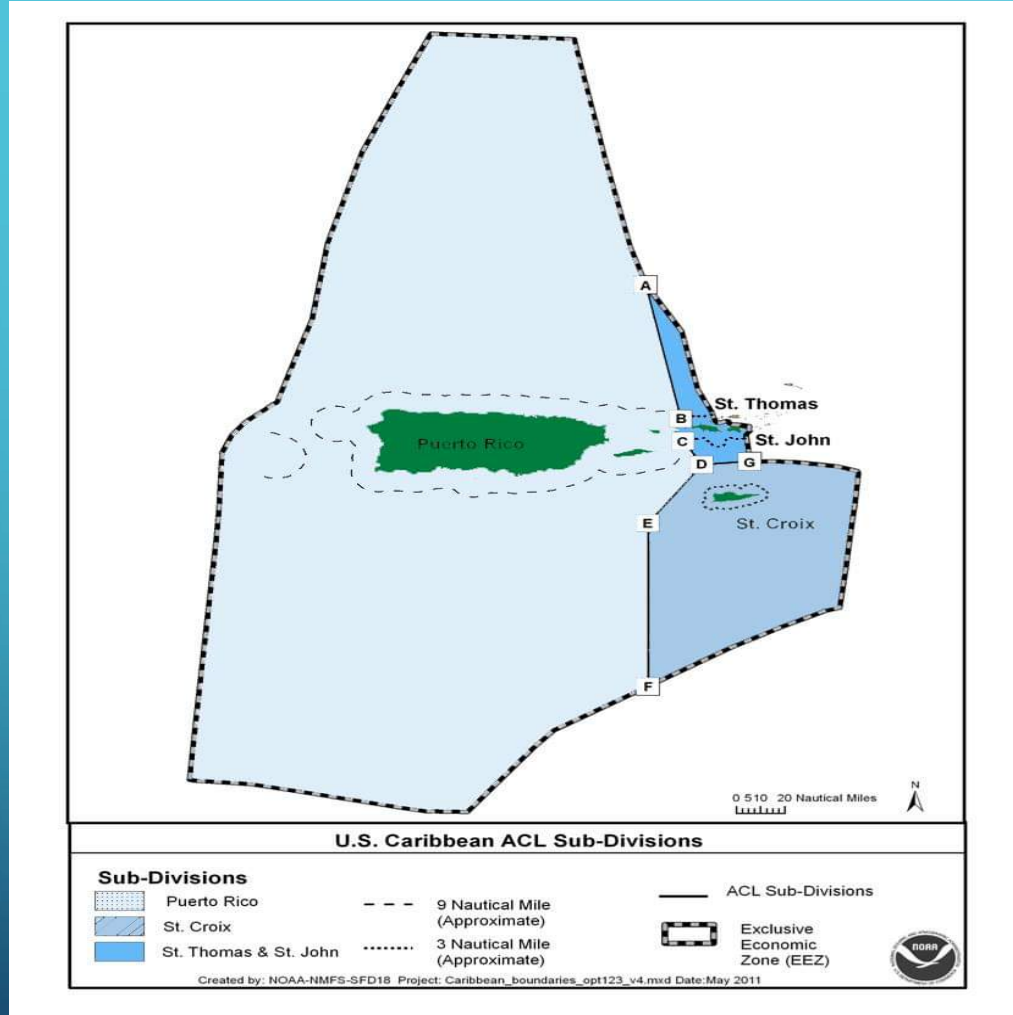 A
St. Thomas
B
C
St. John
Puerto Rico
D
G
E
St. Croix
F
N
0 510 20 Nautical Miles
U.S. Caribbean ACL Sub-Divisions
Sub-Divisions
Puerto Rico
St. Croix
St. Thomas & St. John
9 Nautical Mile
(Approximate)
3 Nautical Mile
(Approximate)
ACL Sub-Divisions
Exclusive
Economic
Zone (EEZ)
NOAA
Created by: NOAA-NMFS-SFD18 Project: Caribbean_boundaries_opt123_v4.mxd Date:May 2011